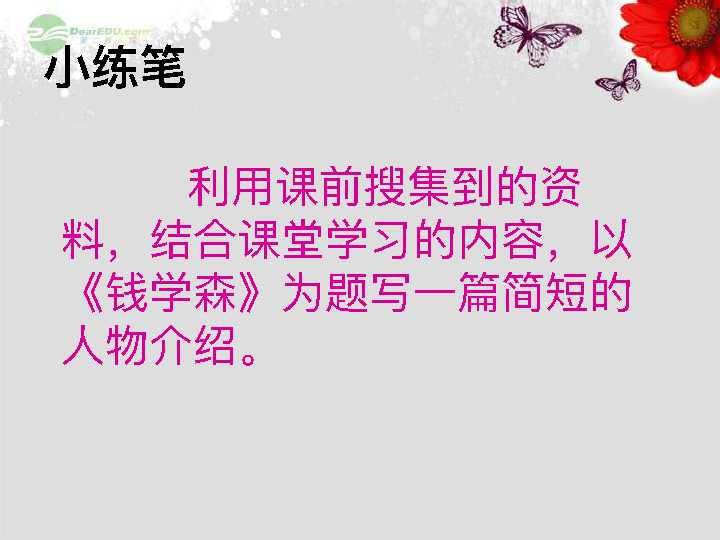 DearEDU.com
小练笔
利用课前搜集到的资
料，结合课堂学习的内容，以
《钱学森》为题写一篇简短的
人物介绍。